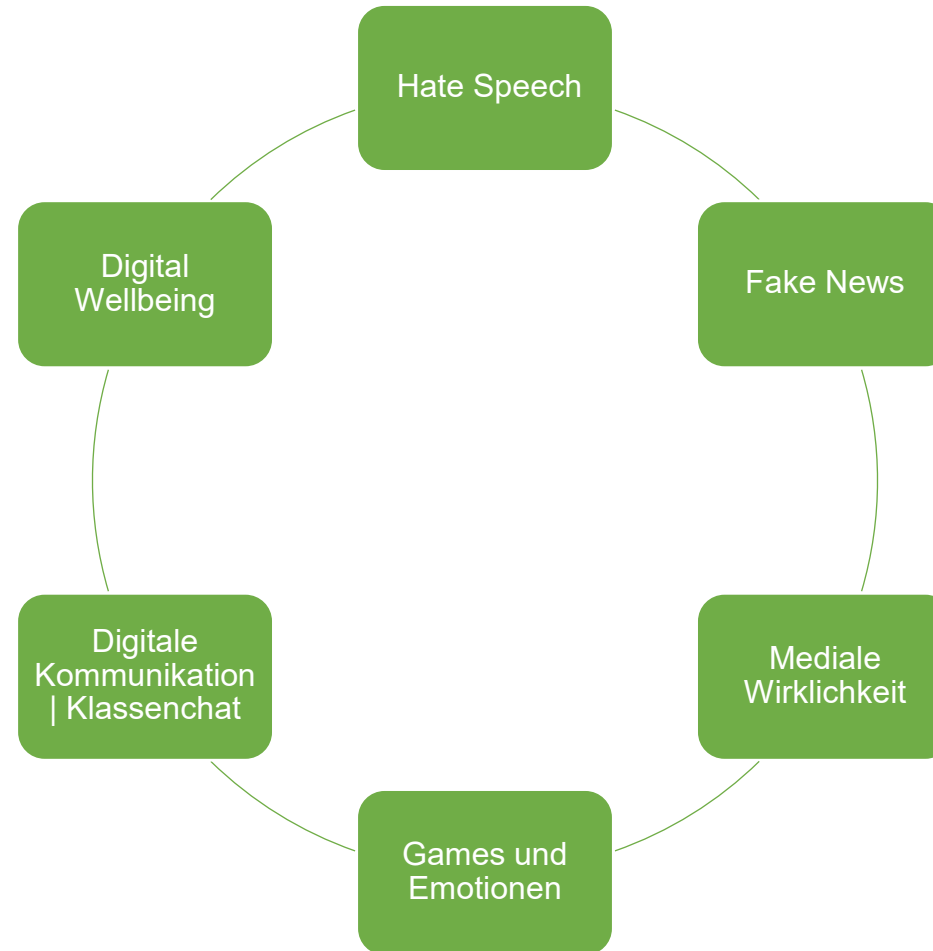 Hate Speech
Fake News
Mediale
Wirklichkeit
Games und
Emotionen
Digitale
Kommunikation
| Klassenchat
Digital
Wellbeing